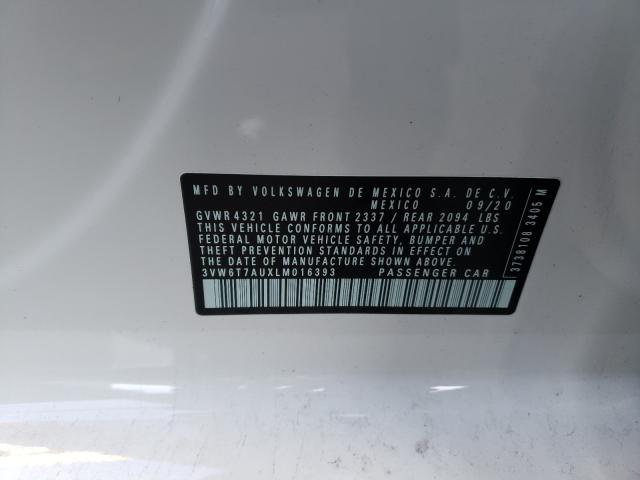 MFD BY VOLKSWAGEN DE MEXICO S.A. DE C.V.
MEXICO 09/20
GVWR 4321 GAWR FRONT 2337 / REAR 2094 LBS
THIS VEHICLE CONFORMS TO ALL APPLICABLE U.S.
FEDERAL MOTOR VEHICLE SAFETY, BUMPER AND
THEFT PREVENTION STANDARDS IN EFFECT ON
THE DATE OF MANUFACTURE SHOWN ABOVE.
3VW6T7AUXLM016393 PASSENGER CAR
3738108 3405 M